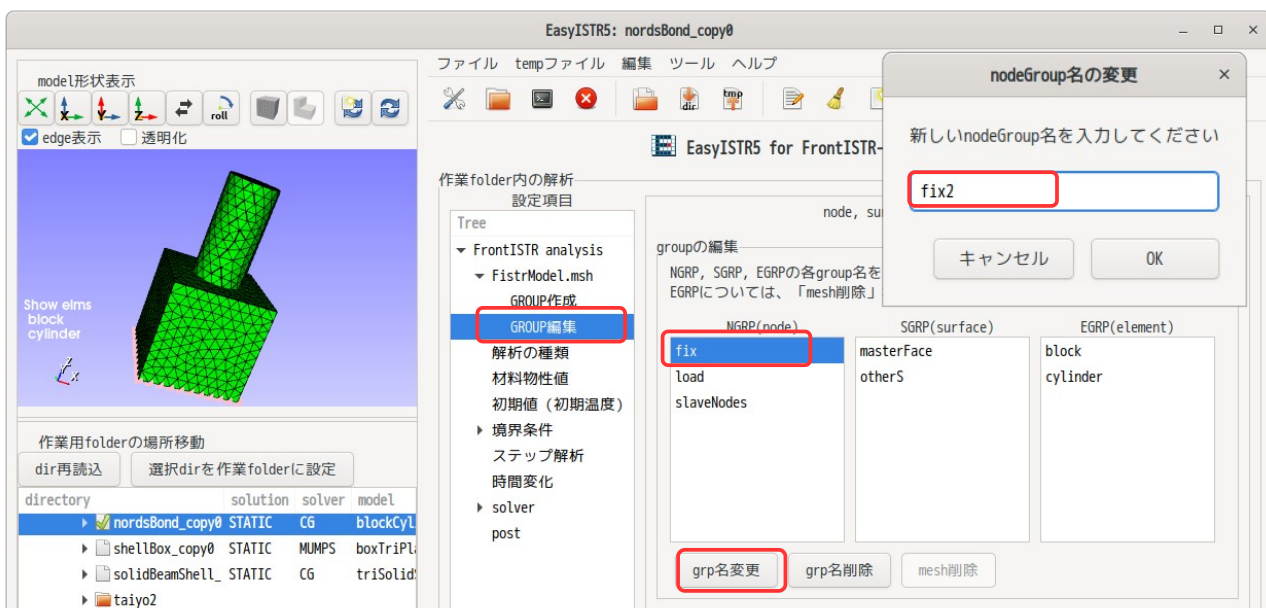 EasyISTR5: nordsBond_copy0
model形状表示
roll
edge表示 透明化
Show elms
block
cylinder
作業用folderの場所移動
dir再読込 選択dirを作業folderに設定
directory solution solver model
nordsBond_copy0 STATIC CG blockCyl
shellBox_copy0 STATIC MUMPS boxTriPl
solidBeamShell_ STATIC CG triSolid
taiyo2
ファイル tempファイル 編集 ツール ヘルプ
dir tmp
EasyISTR5 for FrontISTR-
作業folder内の解析
設定項目
Tree
FrontISTR analysis
FistrModel.msh
GROUP作成
GROUP編集
解析の種類
材料物性値
初期値 (初期温度)
境界条件
ステップ解析
時間変化
solver
post
node, su
groupの編集
NGRP, SGRP, EGRPの各group名を
EGRPについては、「mesh削除」
NGRP(node) SGRP(surface) EGRP(element)
fix masterFace block
load otherS cylinder
slaveNodes
grp名変更 grp名削除 mesh削除
nodeGroup名の変更
新しいnodeGroup名を入力してください
fix2
キャンセル OK